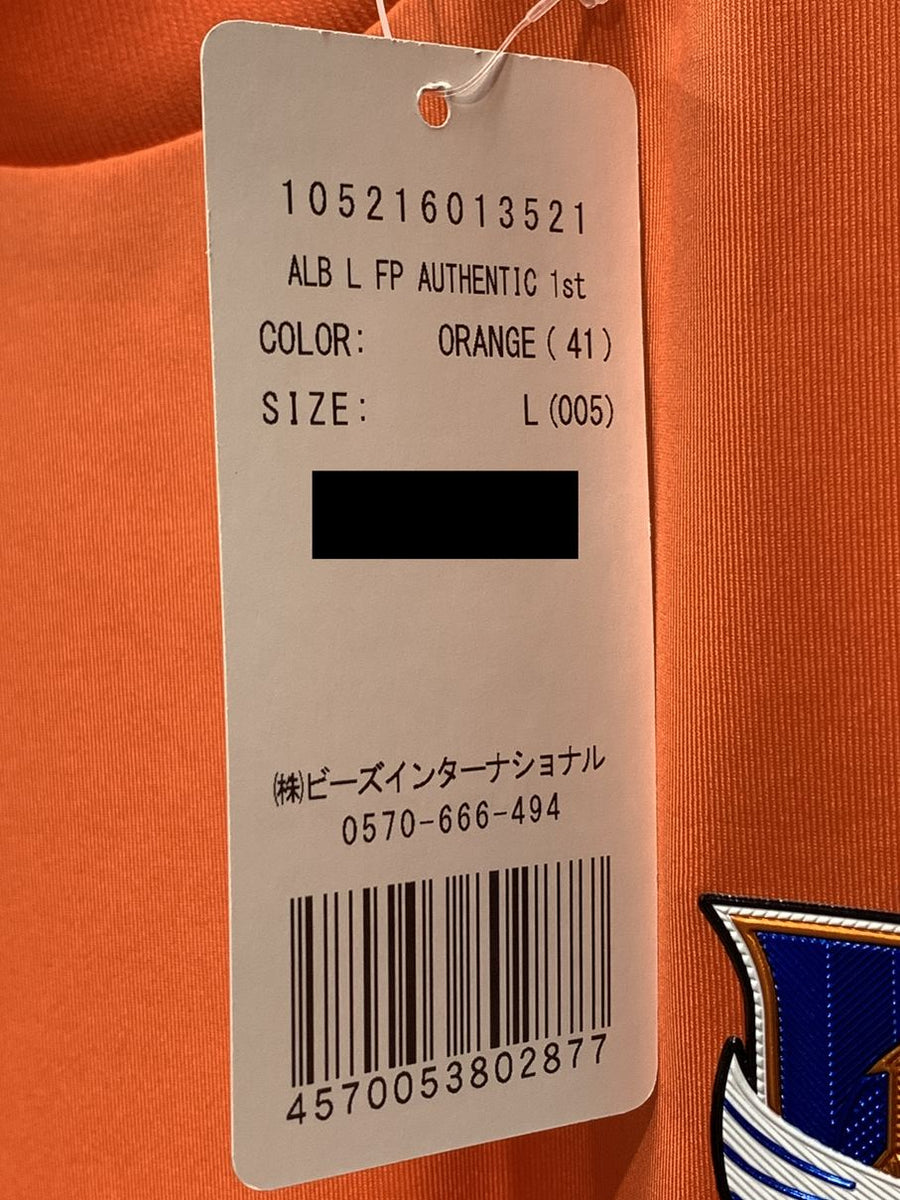 105216013521
ALB L FP AUTHENTIC 1st
COLOR: ORANGE(41)
SIZE: L(005)
㈱ビーズインターナショナル
0570-666-494
4570053802877